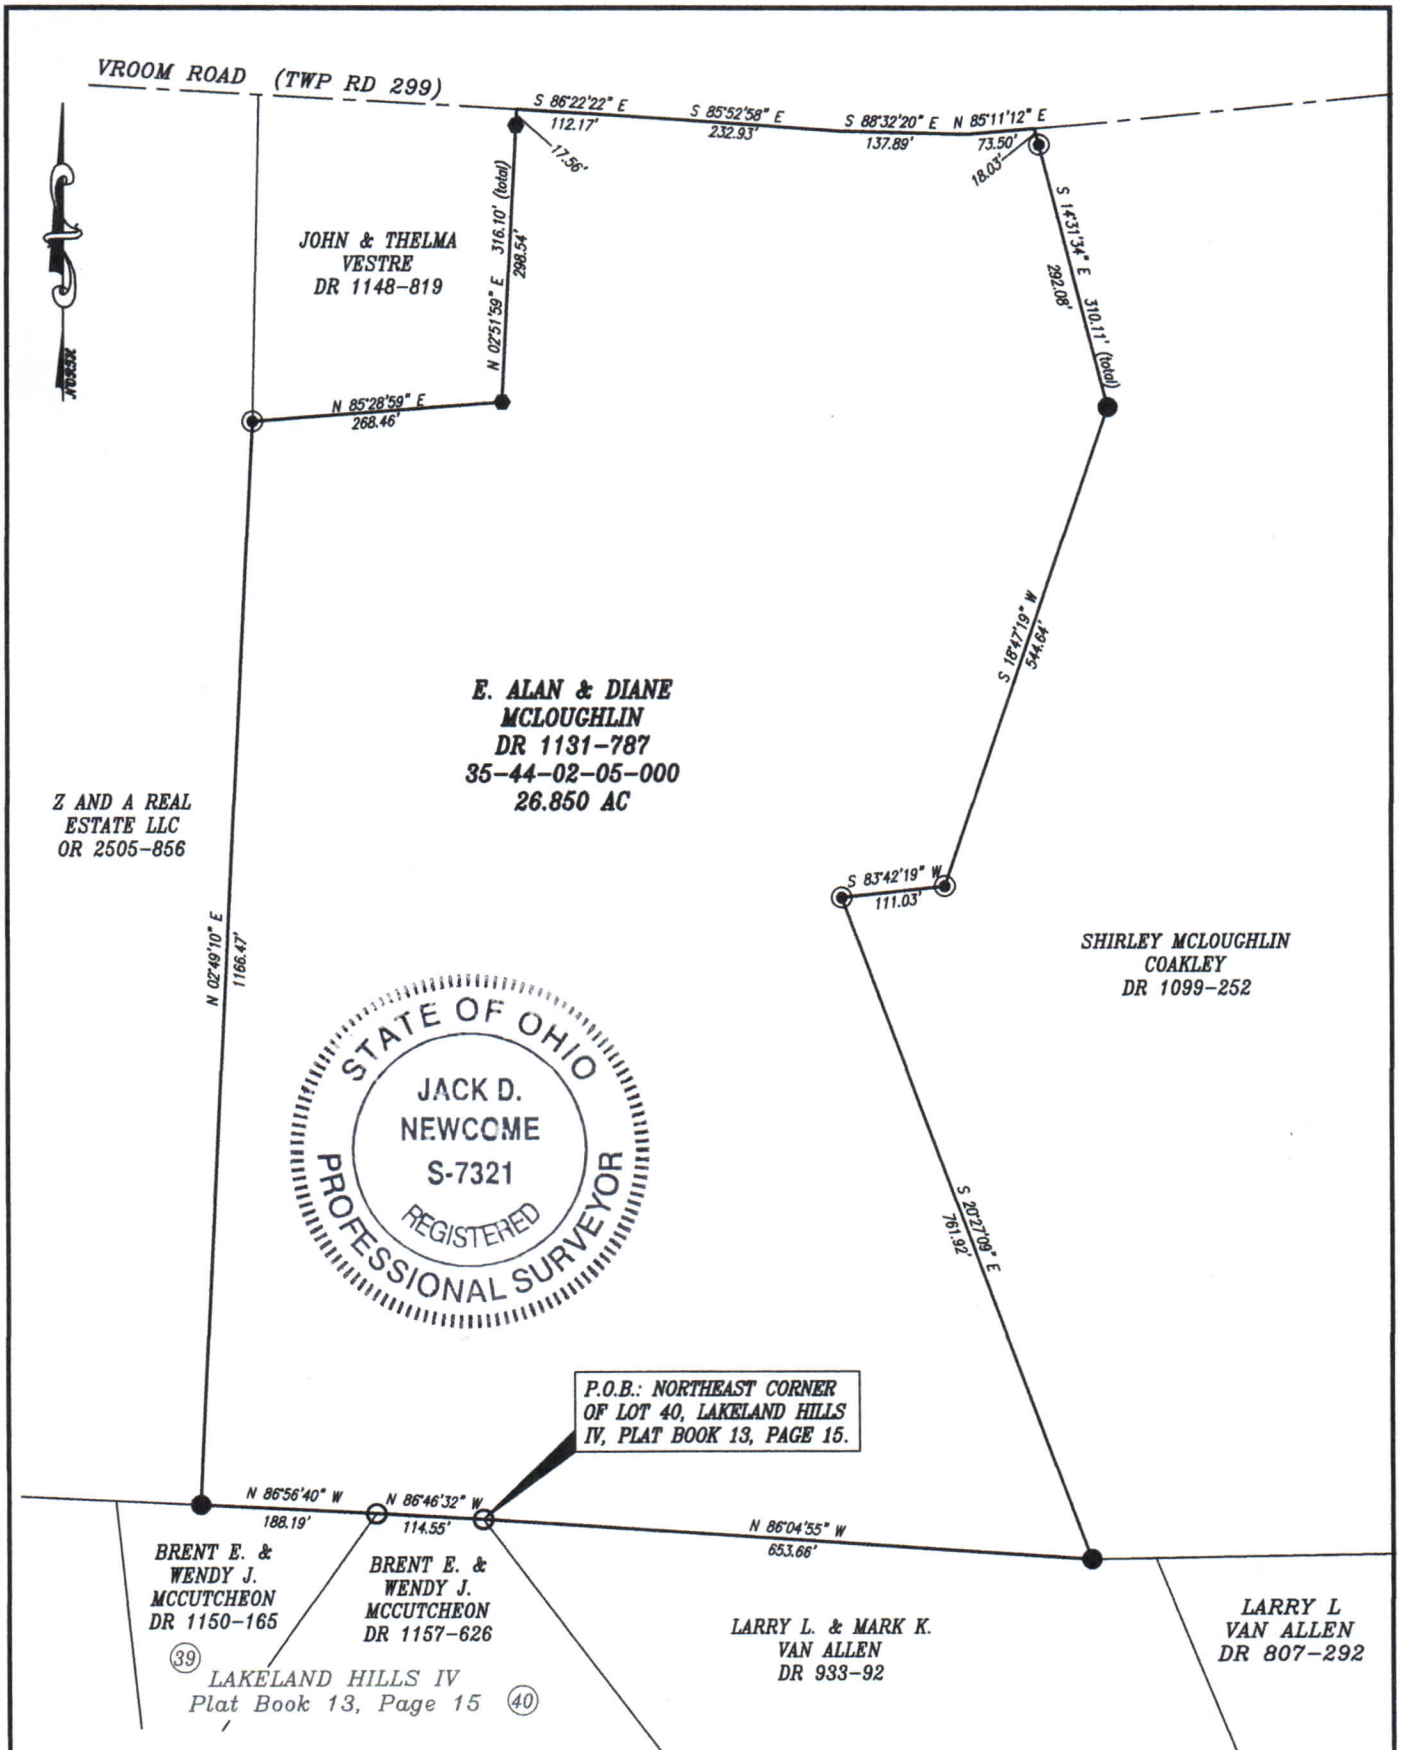 VROOM ROAD (TWP RD 299)
S 86°22'22" E
112.17'
S 85°52'58" E
232.93'
S 88°32'20" E
137.89'
N 85°11'12" E
73.50'
17.56'
18.03'
NORTH
JOHN & THELMA
VESTRE
DR 1148-819
N 02°51'59" E 316.10' (total)
298.54'
S 14°31'34" E 310.11' (total)
292.08'
N 85°28'59" E
268.46'
S 18°47'19" W
544.64'
E. ALAN & DIANE
MCLOUGHLIN
DR 1131-787
35-44-02-05-000
26.850 AC
Z AND A REAL
ESTATE LLC
OR 2505-856
N 02°49'10" E
1166.47'
S 83°42'19" W
111.03'
SHIRLEY MCLOUGHLIN
COAKLEY
DR 1099-252
STATE OF OHIO
JACK D.
NEWCOME
S-7321
REGISTERED
PROFESSIONAL SURVEYOR
S 20°27'09" E
761.92'
P.O.B.: NORTHEAST CORNER
OF LOT 40, LAKELAND HILLS
IV, PLAT BOOK 13, PAGE 15.
N 86°56'40" W
188.19'
N 86°46'32" W
114.55'
N 86°04'55" W
653.66'
BRENT E. &
WENDY J.
MCCUTCHEON
DR 1150-165
BRENT E. &
WENDY J.
MCCUTCHEON
DR 1157-626
LARRY L. & MARK K.
VAN ALLEN
DR 933-92
LARRY L
VAN ALLEN
DR 807-292
39
LAKELAND HILLS IV
Plat Book 13, Page 15
40